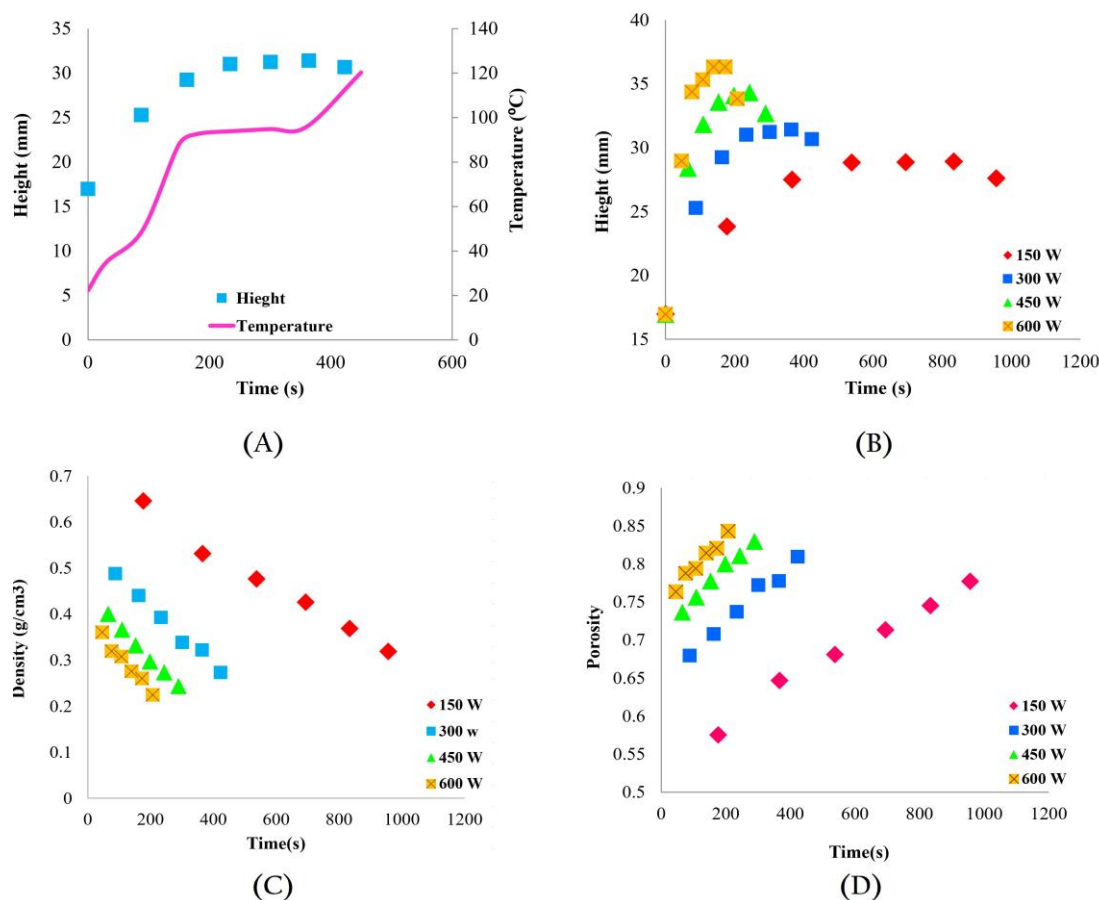 35
30
25
20
15
10
5
0
Height (mm)
140
120
100
80
60
40
20
0
Temperature (⁰C)
Hieght
Temperature
0 200 400 600
Time (s)
(A)
40
35
30
25
20
15
Hieght (mm)
150 W
300 W
450 W
600 W
0 200 400 600 800 1000 1200
Time (s)
(B)
0.7
0.6
0.5
0.4
0.3
0.2
0.1
0
Density (g/cm3)
150 W
300 w
450 W
600 W
0 200 400 600 800 1000 1200
Time(s)
(C)
0.9
0.85
0.8
0.75
0.7
0.65
0.6
0.55
0.5
Porosity
150 W
300 W
450 W
600 W
0 200 400 600 800 1000 1200
Time(s)
(D)